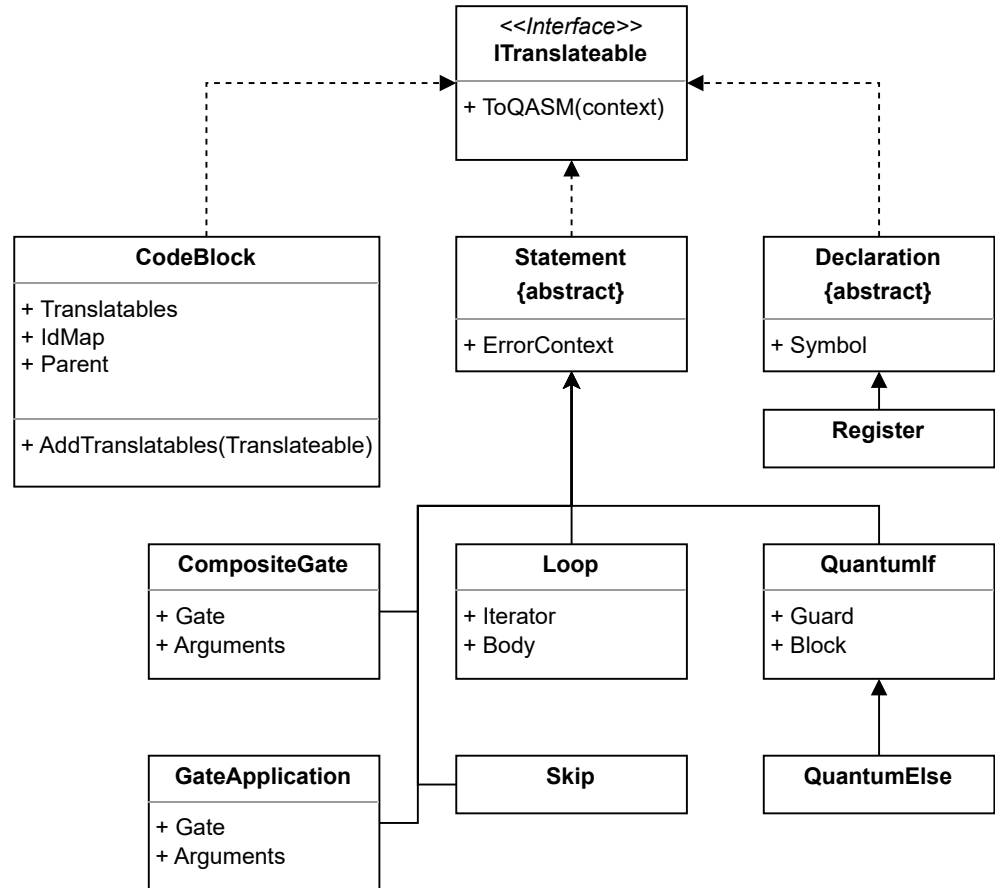 <<Interface>>
ITranslateable
+ ToQASM(context)
CodeBlock
+ Translatables
+ IdMap
+ Parent
+ AddTranslatables(Translateable)
Statement
{abstract}
+ ErrorContext
Declaration
{abstract}
+ Symbol
Register
CompositeGate
+ Gate
+ Arguments
Loop
+ Iterator
+ Body
QuantumIf
+ Guard
+ Block
GateApplication
+ Gate
+ Arguments
Skip
QuantumElse